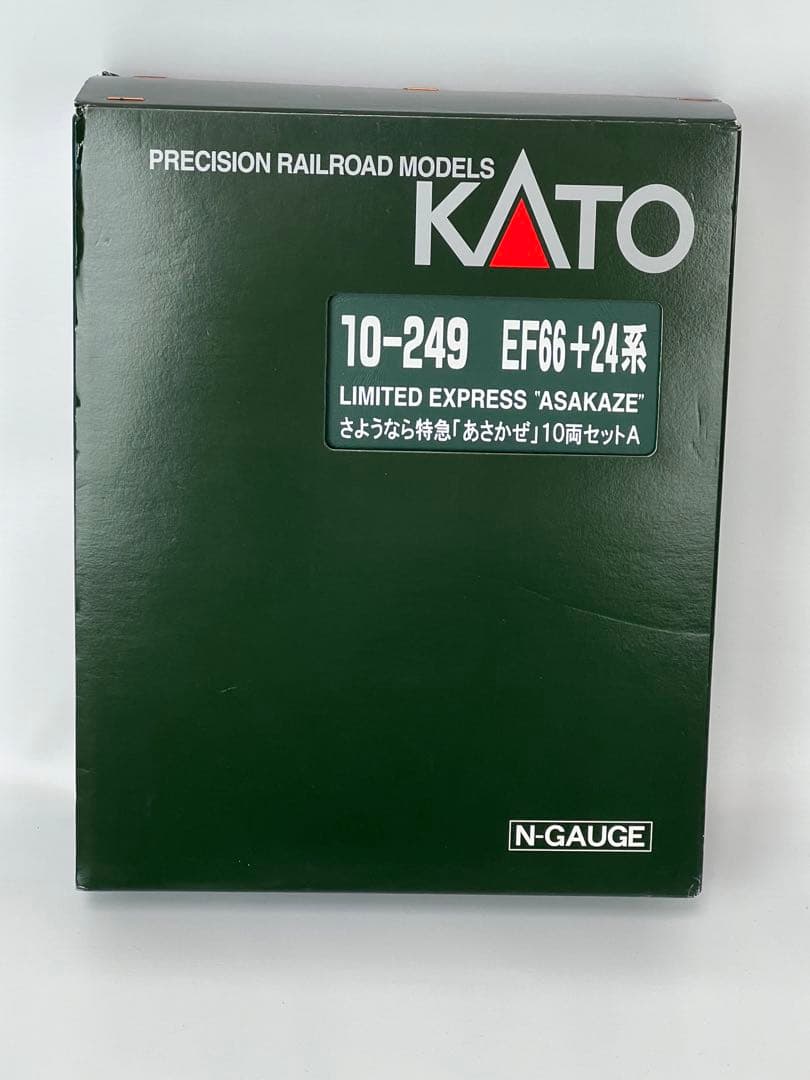 PRECISION RAILROAD MODELS
KATO
10-249 EF66+24系
LIMITED EXPRESS "ASAKAZE"
さようなら特急「あさかぜ」10両セットA
N-GAUGE